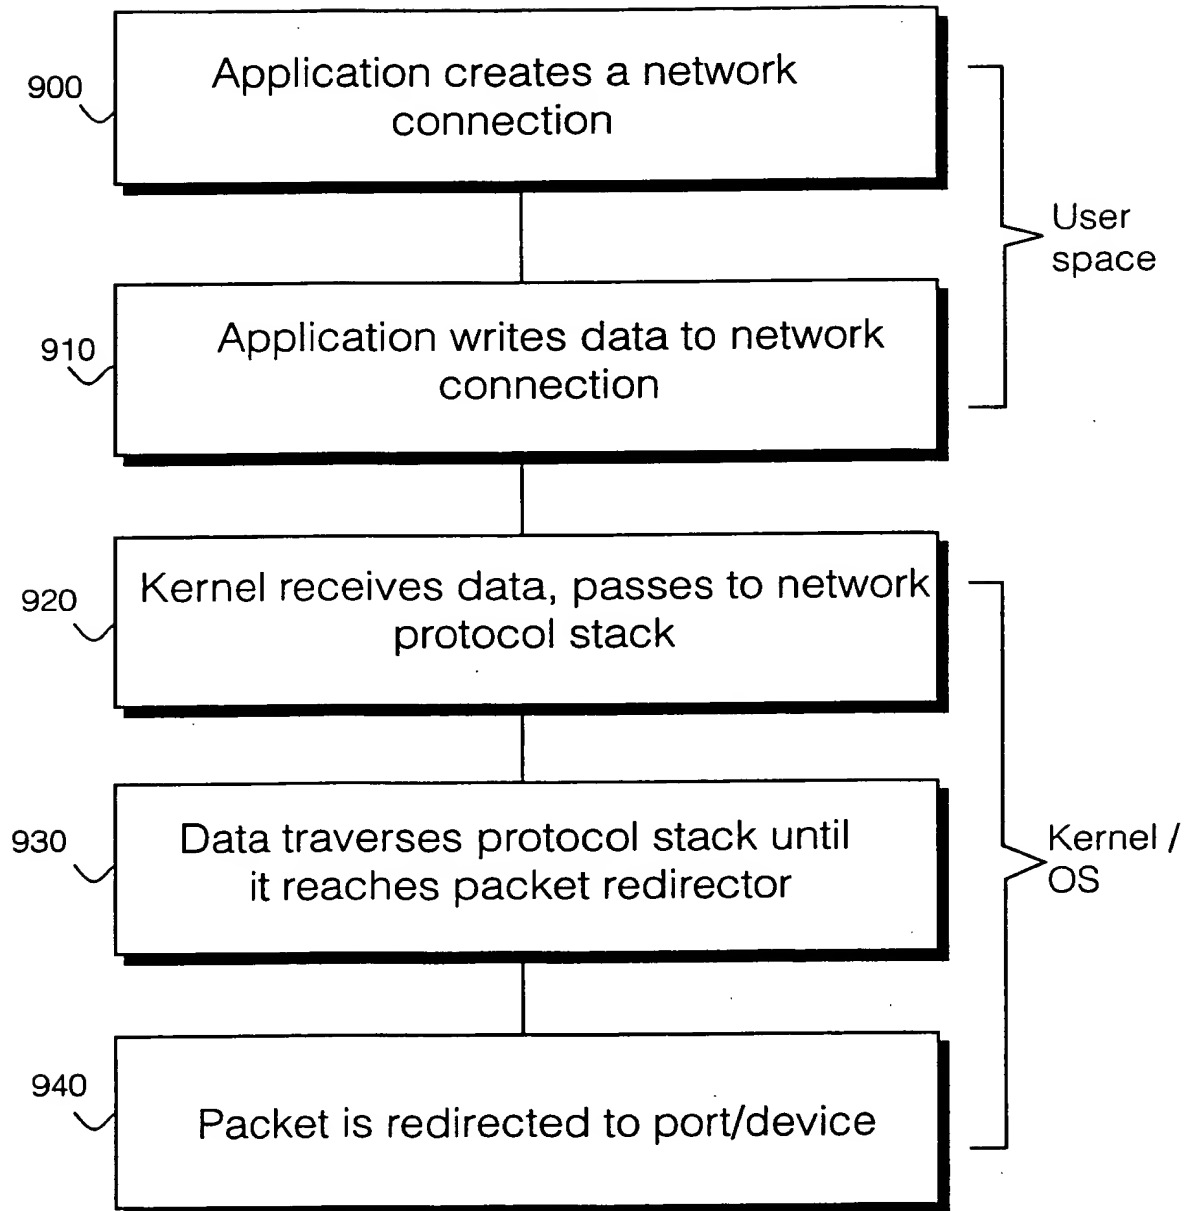 900
Application creates a network
connection
User
space
910
Application writes data to network
connection
920
Kernel receives data, passes to network
protocol stack
930
Data traverses protocol stack until
it reaches packet redirector
Kernel /
OS
940
Packet is redirected to port/device